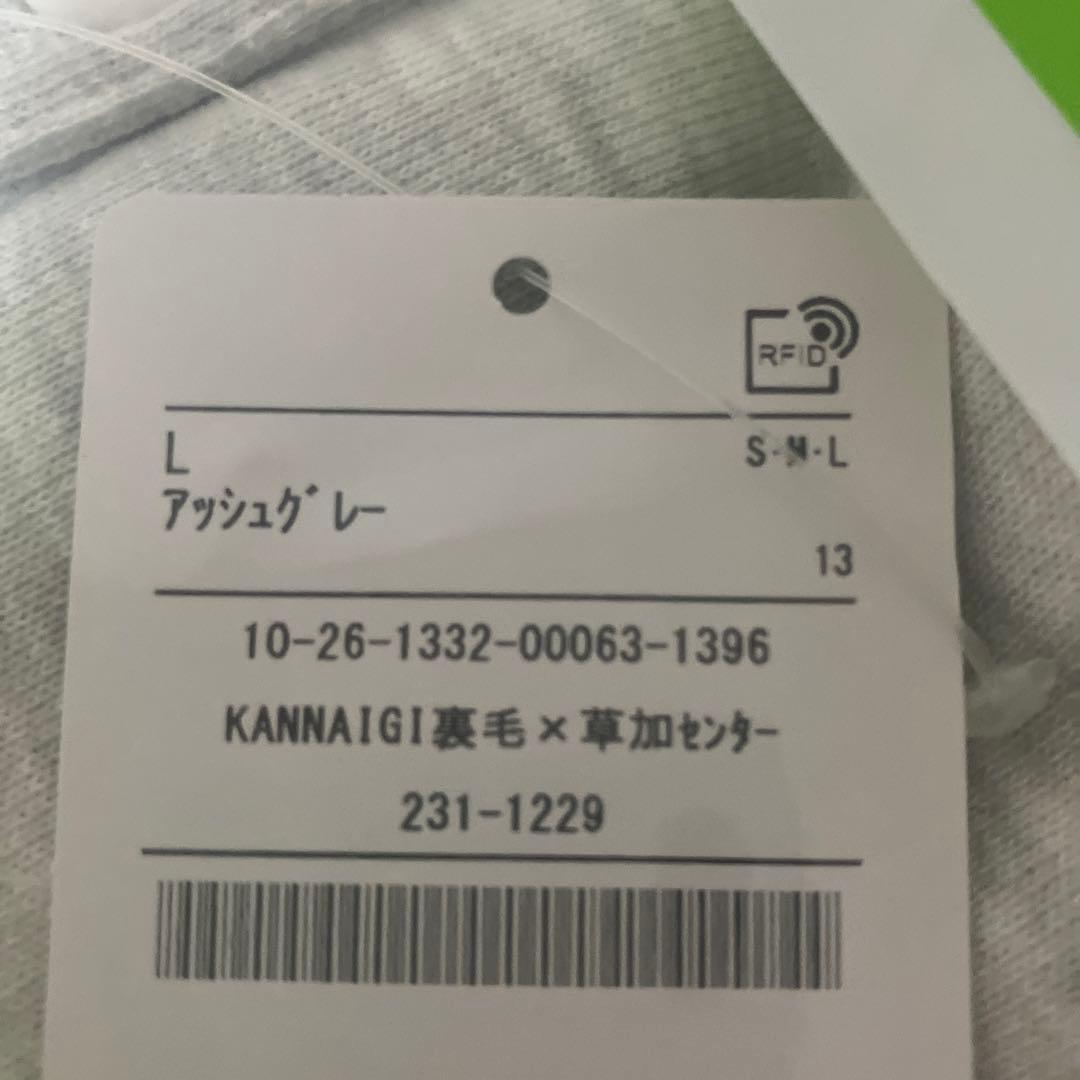 RFID
L
S・M・L
アッシュグレー
13
10-26-1332-00063-1396
KANNAIGI裏毛×草加センター
231-1229